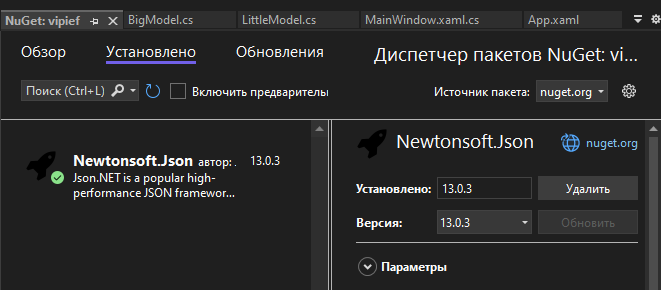 NuGet: vipief BigModel.cs LittleModel.cs MainWindow.xaml.cs App.xaml
Обзор Установлено Обновления Диспетчер пакетов NuGet: vi...
Поиск (Ctrl+L) Включить предварителы Источник пакета: nuget.org
Newtonsoft.Json автор: . 13.0.3
Json.NET is a popular high-
performance JSON framewor...
Newtonsoft.Json nuget.org
Установлено: 13.0.3 Удалить
Версия: 13.0.3 Обновить
Параметры